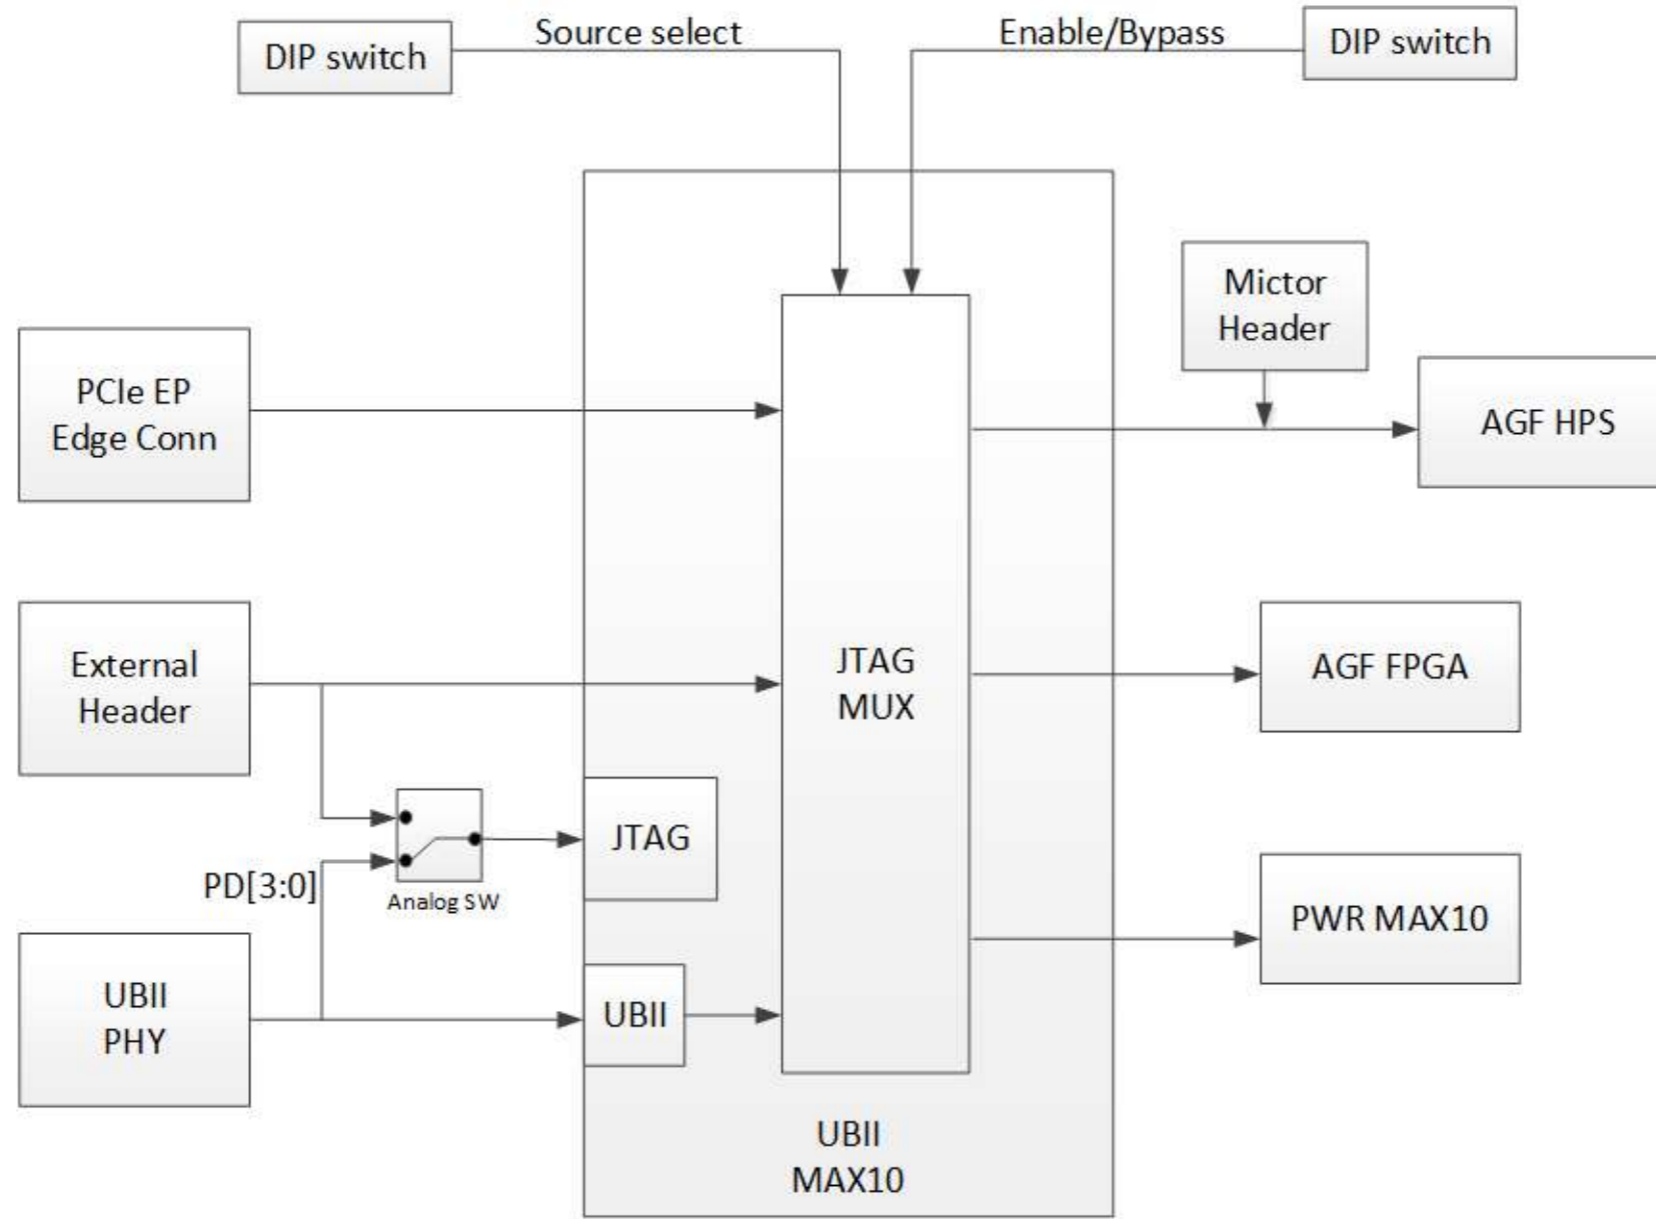 DIP switch
Source select
Enable/Bypass
DIP switch
Mictor
Header
PCIe EP
Edge Conn
AGF HPS
External
Header
JTAG
MUX
AGF FPGA
JTAG
PD[3:0]
Analog SW
PWR MAX10
UBII
PHY
UBII
UBII
MAX10